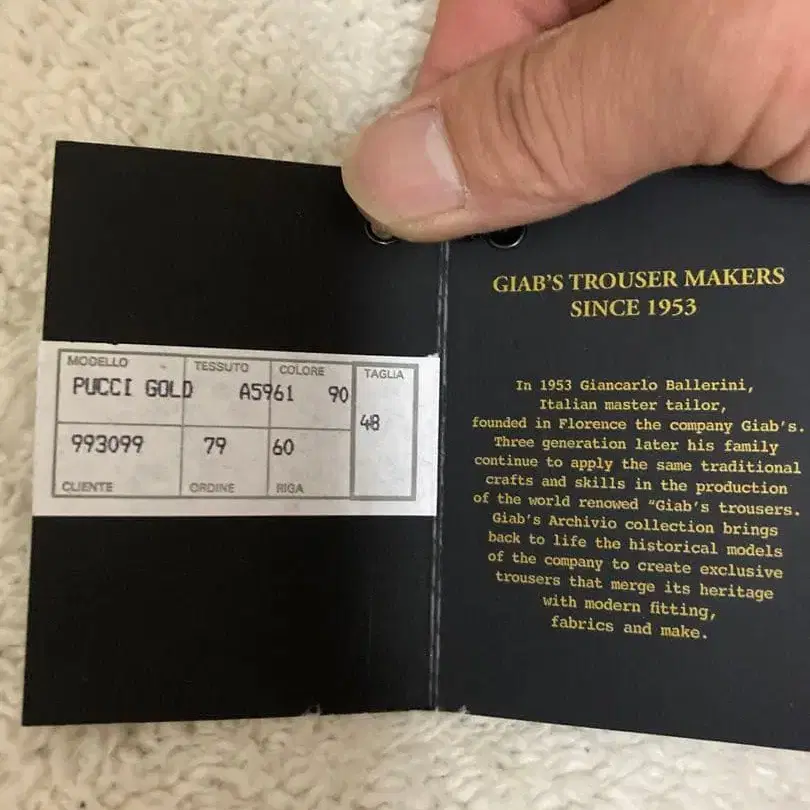 MODELLO TESSUTO COLORE TAGLIA
PUCCI GOLD A5961 90
48
993099 79 60
CLIENTE ORDINE RIGA
GIAB'S TROUSER MAKERS
SINCE 1953
In 1953 Giancarlo Ballerini,
Italian master tailor,
founded in Florence the company Giab's.
Three generation later his family
continue to apply the same traditional
crafts and skills in the production
of the world renowed "Giab's trousers.
Giab's Archivio collection brings
back to life the historical models
of the company to create exclusive
trousers that merge its heritage
with modern fitting,
fabrics and make.